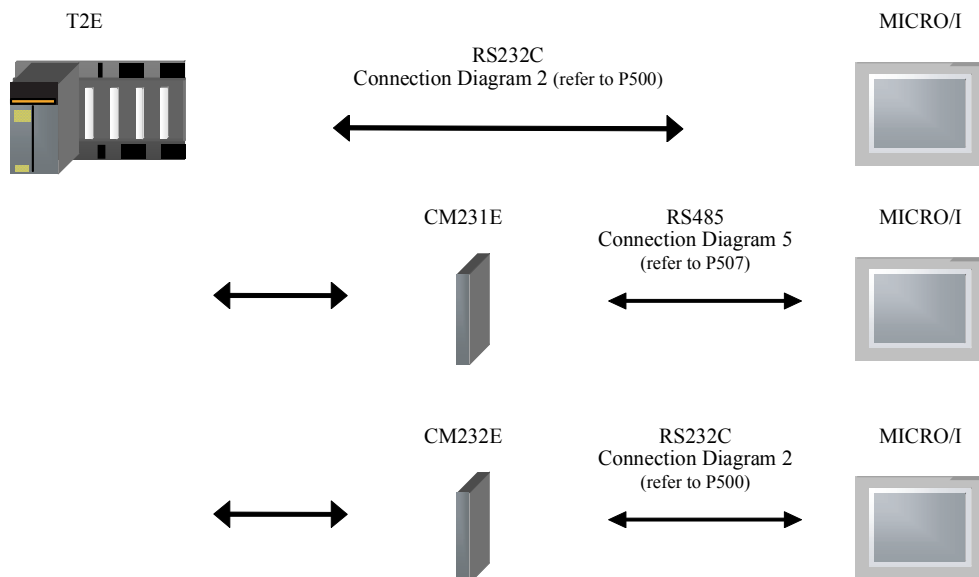 T2E
MICRO/I
RS232C
Connection Diagram 2 (refer to P500)
CM231E
RS485
MICRO/I
Connection Diagram 5
(refer to P507)
CM232E
RS232C
MICRO/I
Connection Diagram 2
(refer to P500)